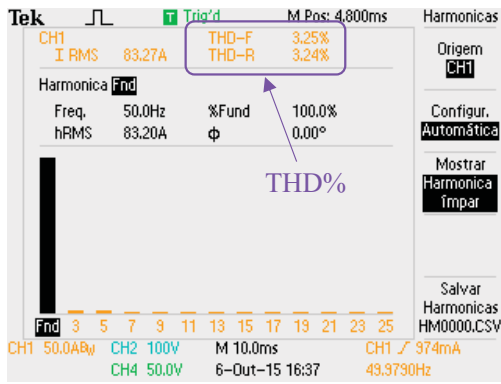 Tek T Trig'd M Pos: 4.800ms Harmonicas
CH1
I RMS 83.27A
THD-F 3.25%
THD-R 3.24%
Origem
CH1
Harmonica Fnd
Freq. 50.0Hz %Fund 100.0%
hRMS 83.20A Φ 0.00°
Configur.
Automática
THD%
Mostrar
Harmonica
ímpar
Salvar
Harmonicas
HM0000.CSV
Fnd 3 5 7 9 11 13 15 17 19 21 23 25
CH1 50.0ABW CH2 100V M 10.0ms CH1 974mA
CH4 50.0V 6-Out-15 16:37 49.9790Hz